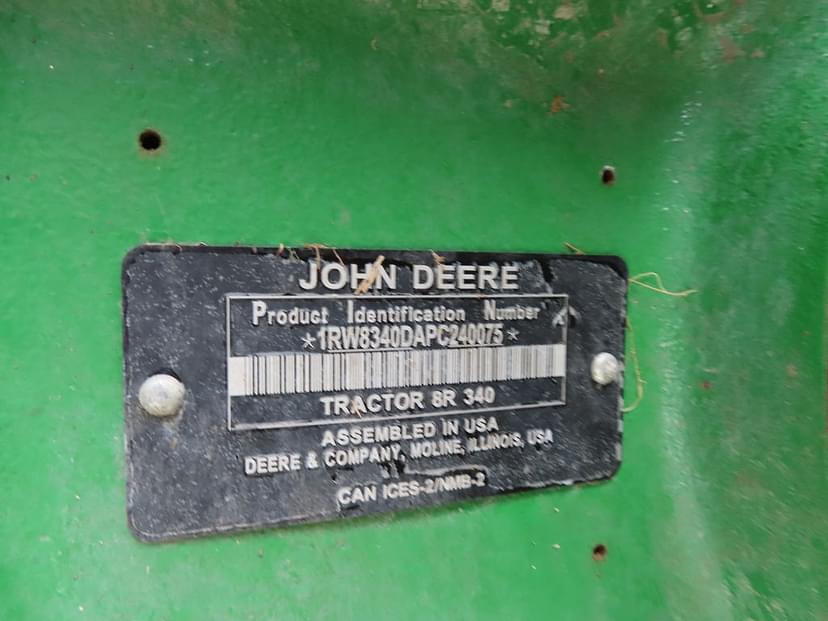 JOHN DEERE
Product Identification Number
*1RW8340DAPC240075*
TRACTOR 8R 340
ASSEMBLED IN USA
DEERE & COMPANY, MOLINE, ILLINOIS, USA
CAN ICES-2/NMB-2